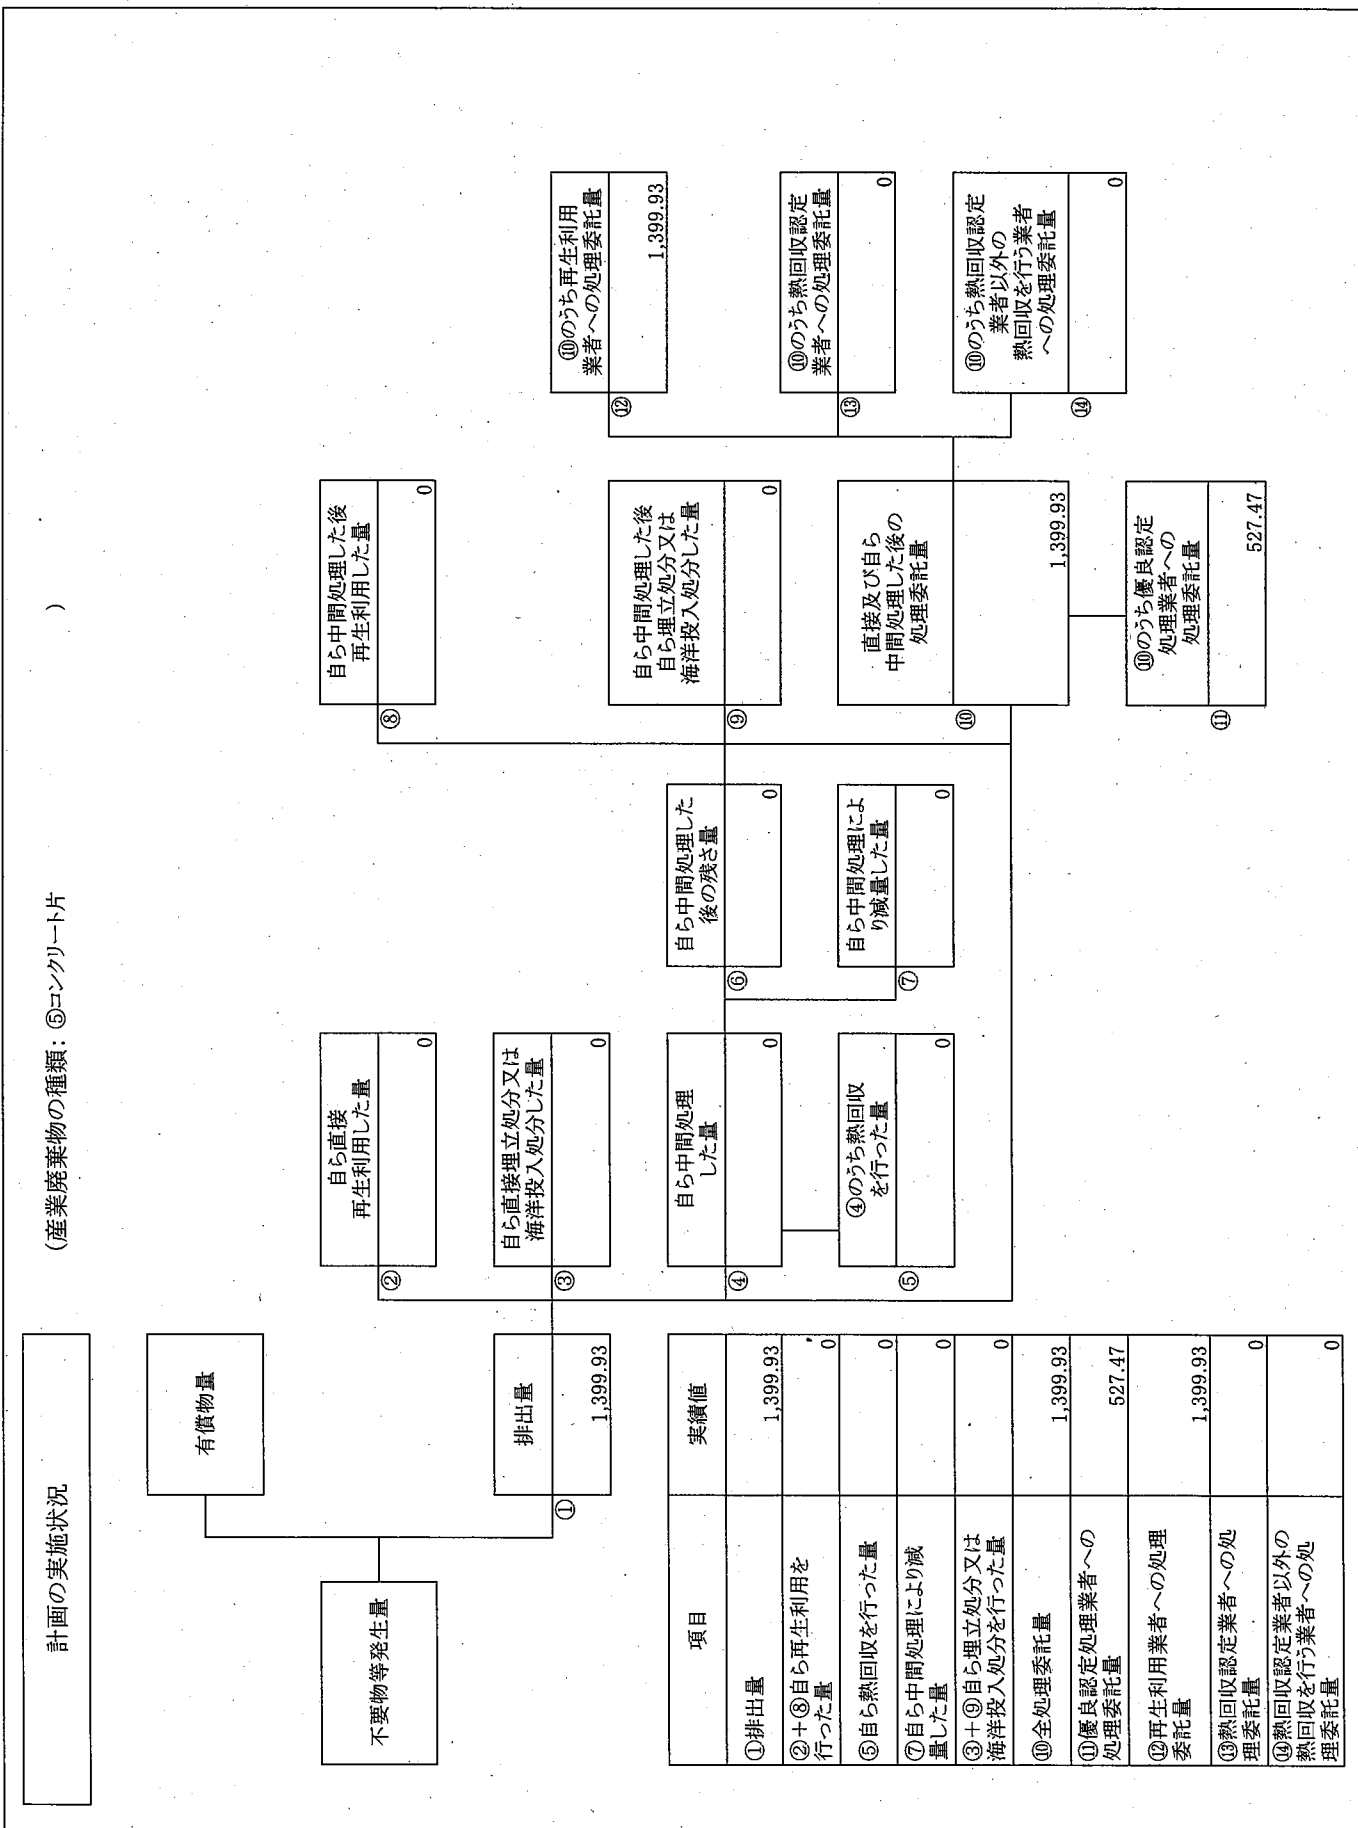 計画の実施状況
(産業廃棄物の種類：⑤コンクリート片
)
不要物等発生量
有償物量
①
排出量
1,399.93
②
自ら直接
再生利用した量
0
③
自ら直接埋立処分又は
海洋投入処分した量
0
④
自ら中間処理
した量
0
⑤
④のうち熱回収
を行った量
0
⑥
自ら中間処理した
後の残さ量
0
⑦
自ら中間処理によ
り減量した量
0
⑧
自ら中間処理した後
再生利用した量
0
⑨
自ら中間処理した後
自ら埋立処分又は
海洋投入処分した量
0
⑩
直接及び自ら
中間処理した後の
処理委託量
1,399.93
⑪
⑩のうち優良認定
処理業者への
処理委託量
527.47
⑫
⑩のうち再生利用
業者への処理委託量
1,399.93
⑬
⑩のうち熱回収認定
業者への処理委託量
0
⑭
⑩のうち熱回収認定
業者以外の
熱回収を行う業者
への処理委託量
0
項目 実績値
①排出量 1,399.93
②＋⑧自ら再生利用を
行った量 0
⑤自ら熱回収を行った量 0
⑦自ら中間処理により減
量した量 0
③＋⑨自ら埋立処分又は
海洋投入処分を行った量 0
⑩全処理委託量 1,399.93
⑪優良認定処理業者への
処理委託量 527.47
⑫再生利用業者への処理
委託量 1,399.93
⑬熱回収認定業者への処
理委託量 0
⑭熱回収認定業者以外の
熱回収を行う業者への処
理委託量 0